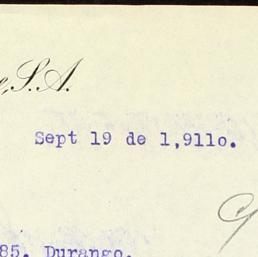 S.A.
Sept 19 de 1,911o.
85. Durango.